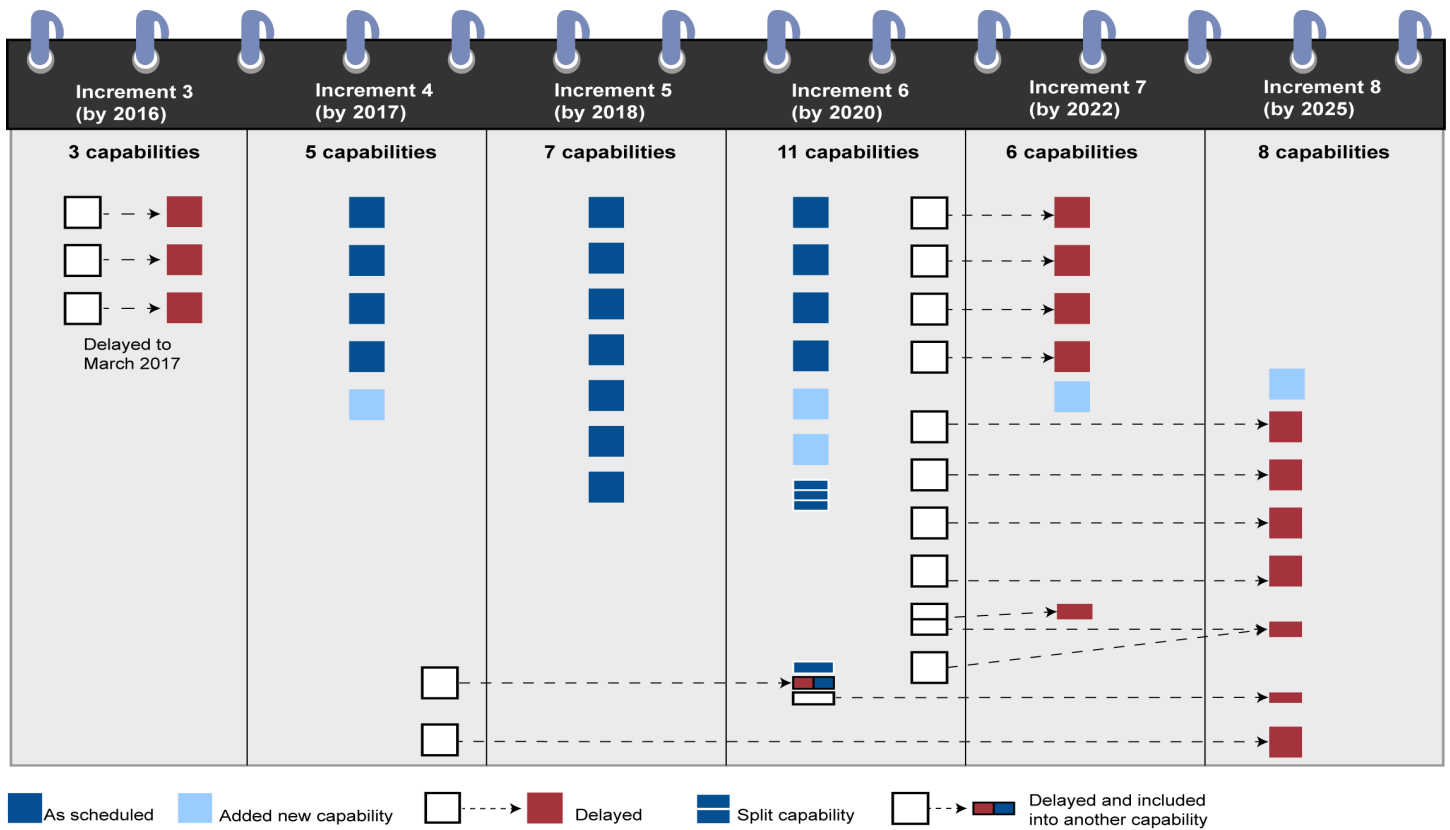 Increment 3
(by 2016)
Increment 4
(by 2017)
Increment 5
(by 2018)
Increment 6
(by 2020)
Increment 7
(by 2022)
Increment 8
(by 2025)
3 capabilities
5 capabilities
7 capabilities
11 capabilities
6 capabilities
8 capabilities
Delayed to
March 2017
As scheduled
Added new capability
Delayed
Split capability
Delayed and included
into another capability